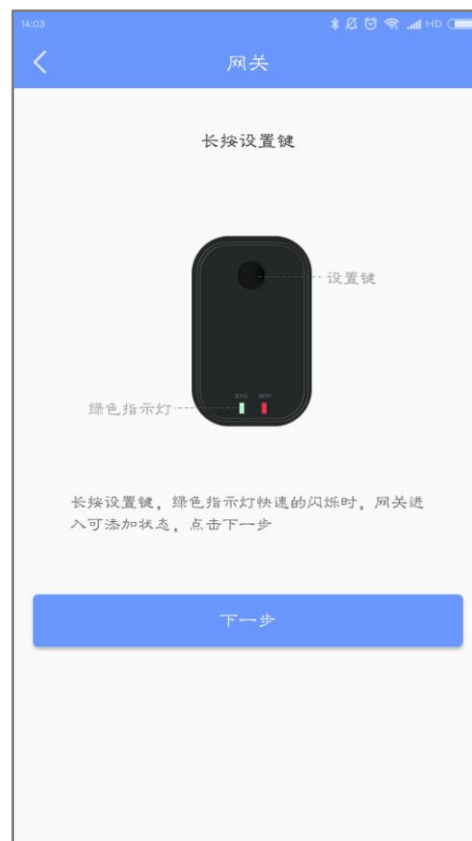 14:03
HD
网关
长按设置键
设置键
SYS WIFI
绿色指示灯
长按设置键，绿色指示灯快速的闪烁时，网关进
入可添加状态，点击下一步
下一步